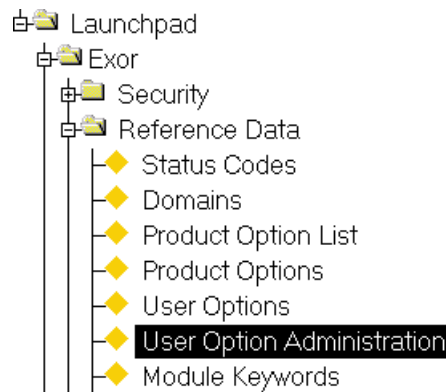 Launchpad
Exor
Security
Reference Data
Status Codes
Domains
Product Option List
Product Options
User Options
User Option Administration
Module Keywords